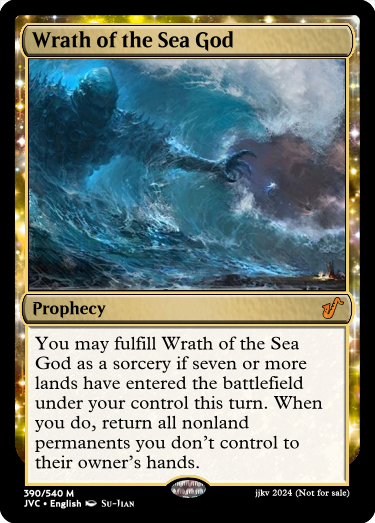 Wrath of the Sea God
Prophecy
You may fulfill Wrath of the Sea
God as a sorcery if seven or more
lands have entered the battlefield
under your control this turn. When
you do, return all nonland
permanents you don't control to
their owner's hands.
390/540 M
JVC • English Su-Jian
jjkv 2024 (Not for sale)